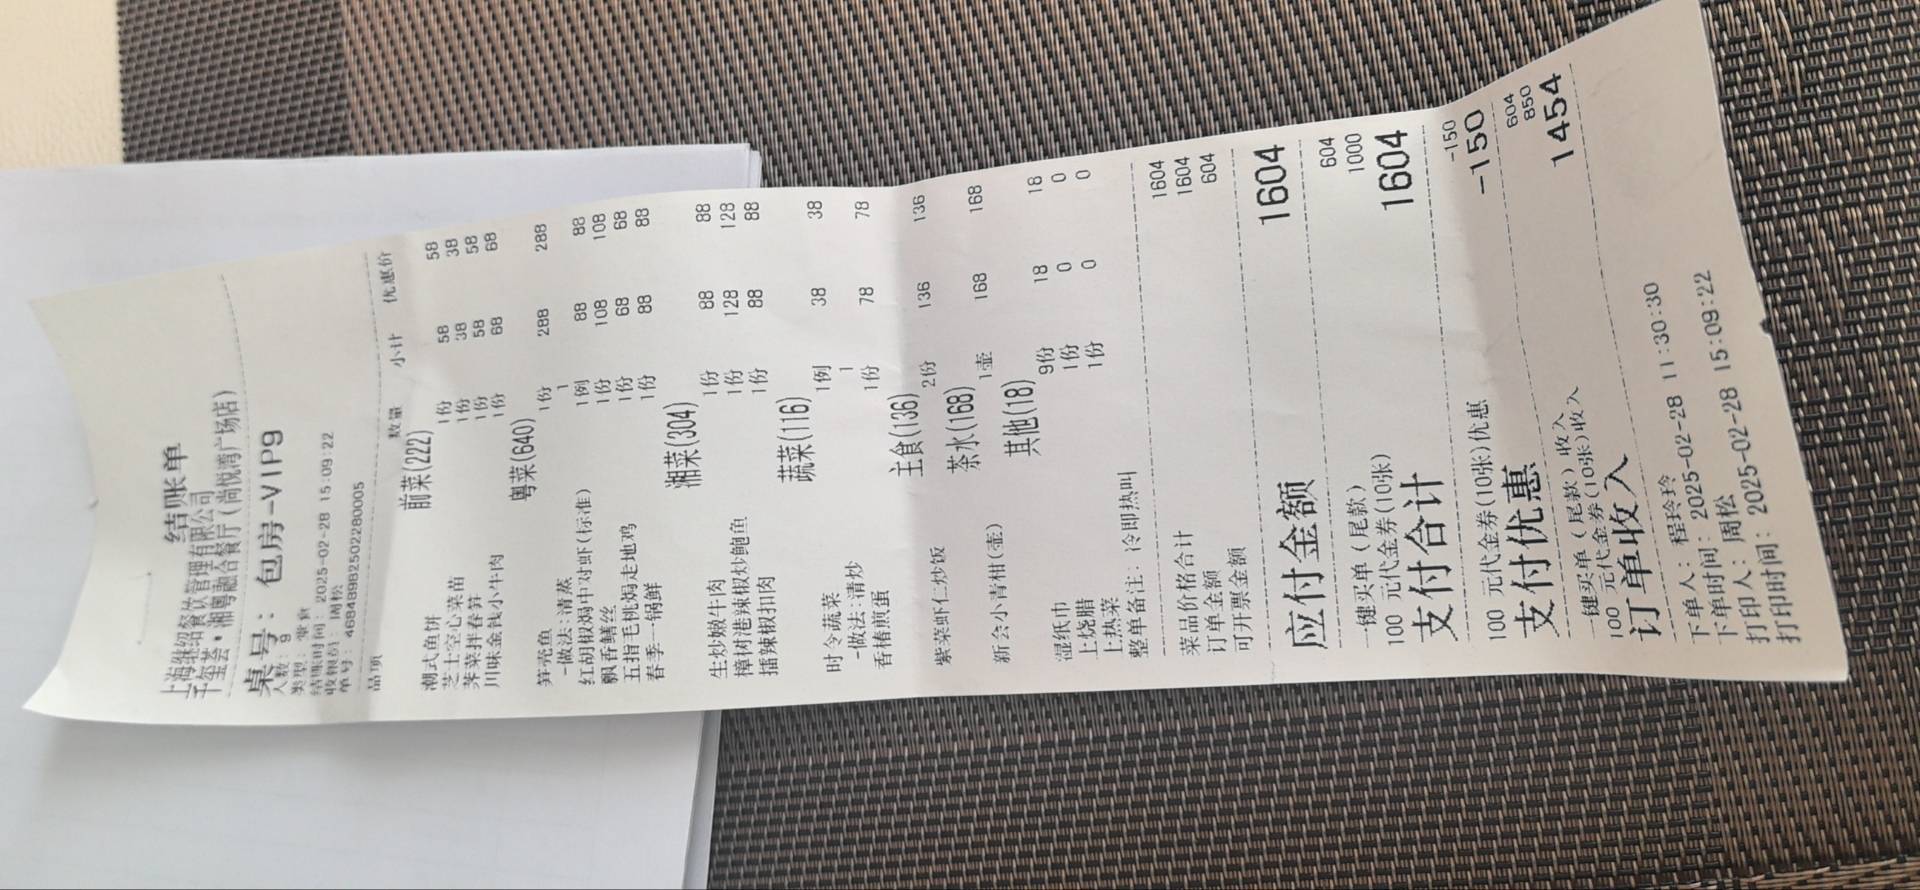 结账单
上海继绍餐饮管理有限公司
千玺荟·湘粤融合餐厅(尚悦湾广场店)
桌号: 包房-VIP9
人数: 9
类型: 堂食
结账时间: 2025-02-28 15:09:22
收银员: 周松
单号: 46848982502280005
品项 数量 小计 优惠价
前菜(222)
潮式鱼饼 1份 58 58
芝士空心菜苗 1份 38 38
荠菜拌春笋 1份 58 58
川味金钱小牛肉 1份 68 68
粤菜(640)
笋壳鱼 1份 288 288
-做法:清蒸 1
红胡椒焗中对虾(标准) 1例 88 88
飘香鳝丝 1份 108 108
五指毛桃焗走地鸡 1份 68 68
春季一锅鲜 1份 88 88
湘菜(304)
生炒嫩牛肉 1份 88 88
樟树港辣椒炒鲍鱼 1份 128 128
擂辣椒扣肉 1份 88 88
蔬菜(116)
时令蔬菜 1例 38 38
-做法:清炒 1
香椿煎蛋 1份 78 78
主食(136)
紫菜虾仁炒饭 2份 136 136
茶水(168)
新会小青柑(壶) 1壶 168 168
其他(18)
湿纸巾 9份 18 18
上烧腊 1份 0 0
上热菜 1份 0 0
整单备注: 冷即热叫
菜品价格合计 1604
订单金额 1604
可开票金额 604
应付金额 1604
一键买单(尾款) 604
100 元代金券(10张) 1000
支付合计 1604
100 元代金券(10张)优惠 -150
支付优惠 -150
一键买单(尾款)收入 604
100 元代金券(10张)收入 850
订单收入 1454
下单人: 程玲玲
下单时间: 2025-02-28 11:30:30
打印人: 周松
打印时间: 2025-02-28 15:09:22